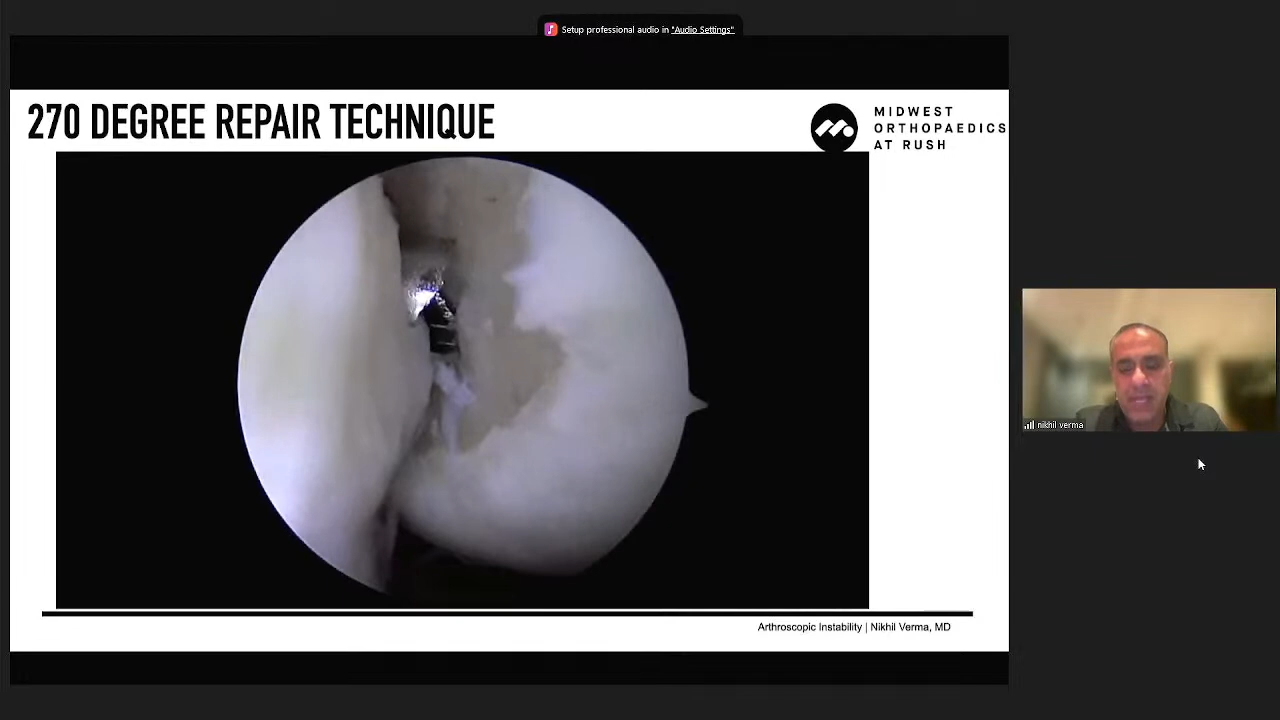 Setup professional audio in "Audio Settings"
270 DEGREE REPAIR TECHNIQUE
MIDWEST
ORTHOPAEDICS
AT RUSH
nikhil verma
Arthroscopic Instability | Nikhil Verma, MD